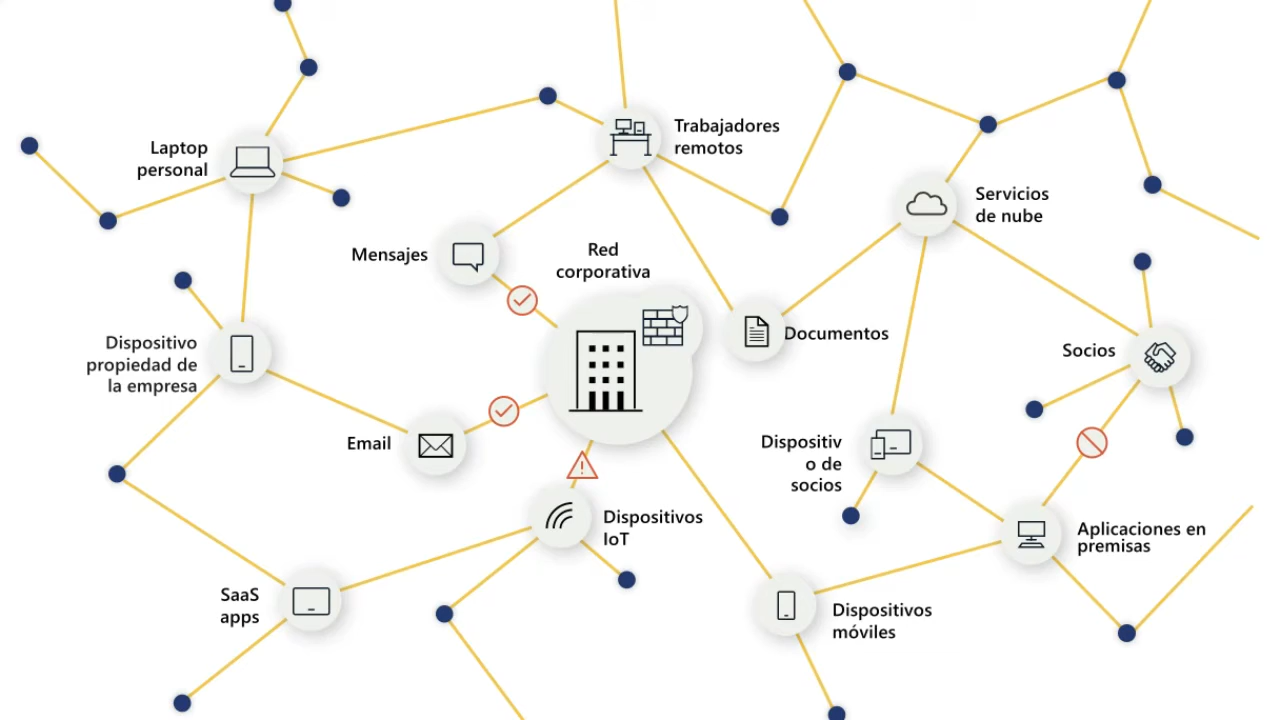 Trabajadores
remotos
Laptop
personal
Servicios
de nube
Mensajes
Red
corporativa
Dispositivo
propiedad de
la empresa
Documentos
Socios
Email
Dispositiv
o de
socios
Dispositivos
IoT
Aplicaciones en
premisas
SaaS
apps
Dispositivos
móviles